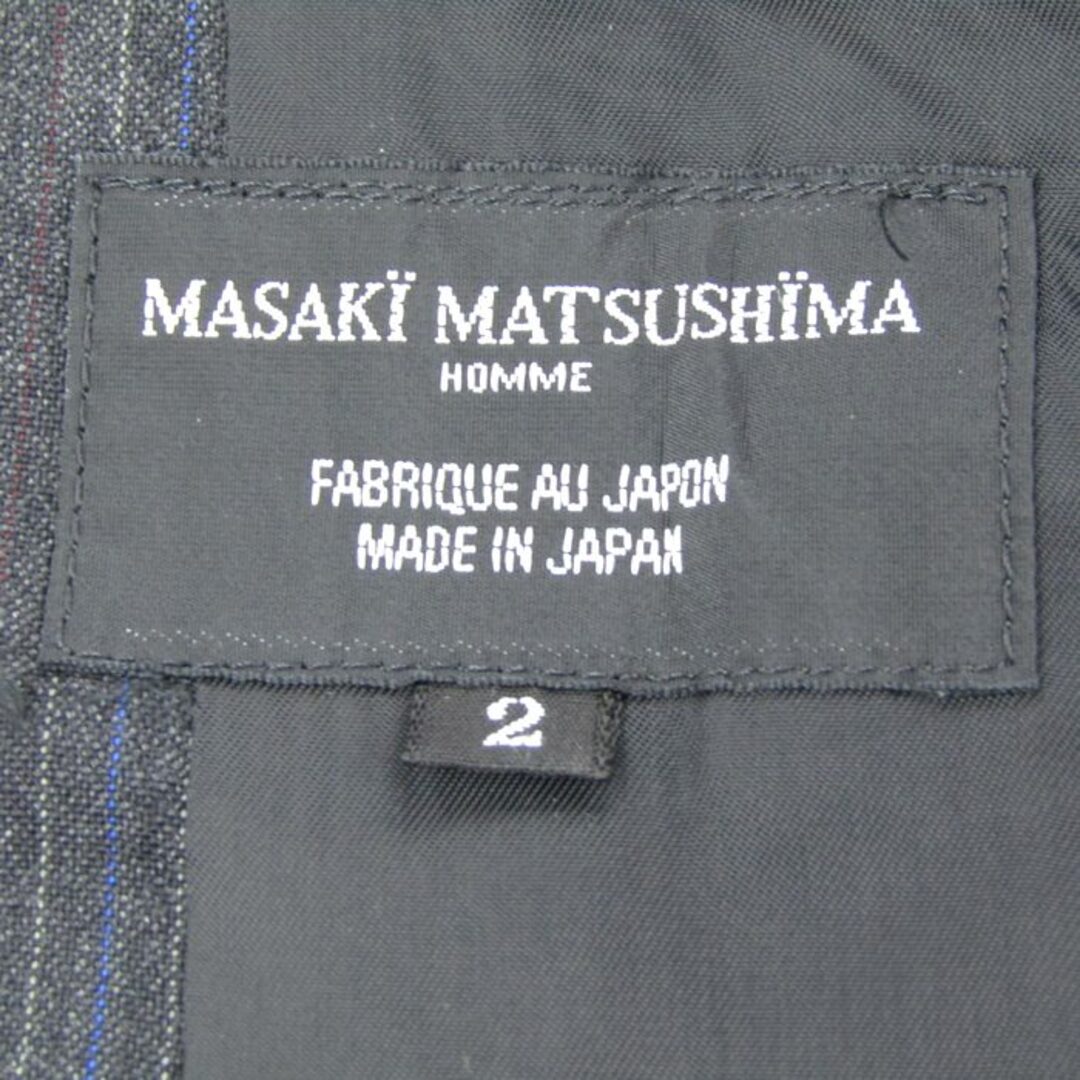 MASAKÏ MATSUSHÏMA
HOMME
FABRIQUE AU JAPON
MADE IN JAPAN
2